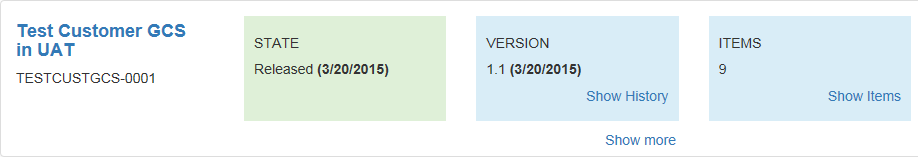 Test Customer GCS
in UAT
TESTCUSTGCS-0001
STATE
Released (3/20/2015)
VERSION
1.1 (3/20/2015)
Show History
ITEMS
9
Show Items
Show more